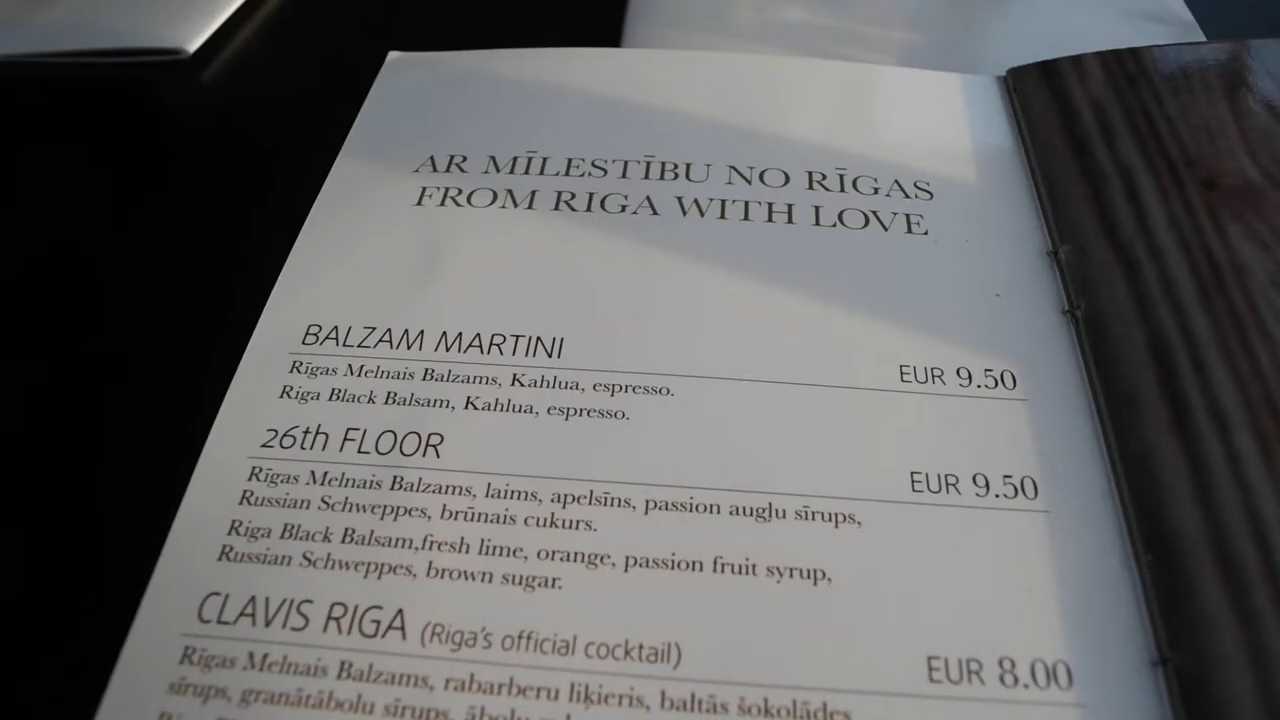 AR MĪLESTĪBU NO RĪGAS
FROM RIGA WITH LOVE
BALZAM MARTINI EUR 9.50
Rīgas Melnais Balzams, Kahlua, espresso.
Riga Black Balsam, Kahlua, espresso.
26th FLOOR EUR 9.50
Rīgas Melnais Balzams, laims, apelsīns, passion augļu sīrups,
Russian Schweppes, brūnais cukurs.
Riga Black Balsam,fresh lime, orange, passion fruit syrup,
Russian Schweppes, brown sugar.
CLAVIS RIGA (Riga's official cocktail) EUR 8.00
Rīgas Melnais Balzams, rabarberu liķieris, baltās šokolādes
sīrups, granātābolu sīrups,